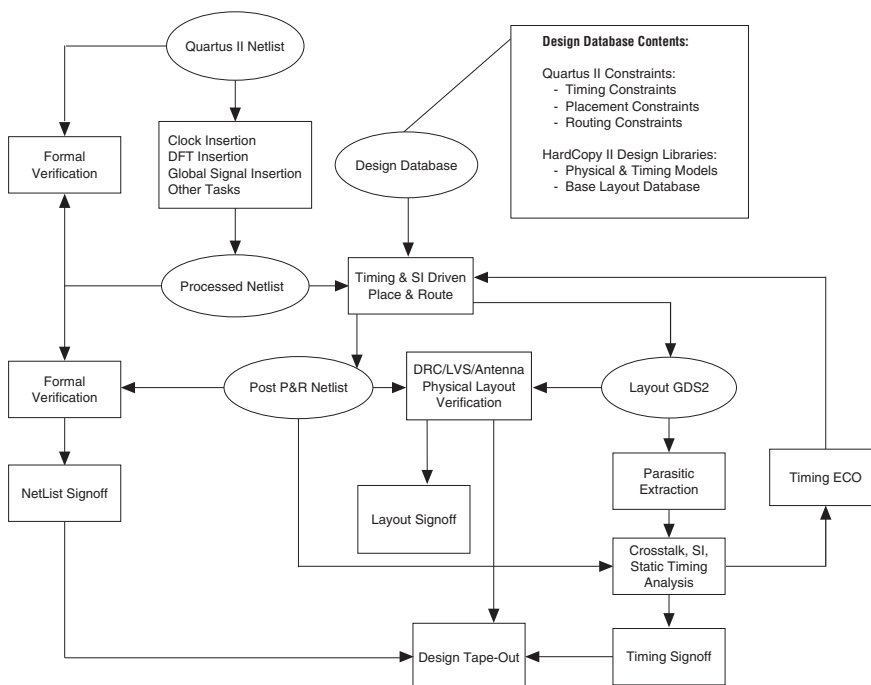 Quartus II Netlist
Design Database Contents:
Quartus II Constraints:
- Timing Constraints
- Placement Constraints
- Routing Constraints
HardCopy II Design Libraries:
- Physical & Timing Models
- Base Layout Database
Formal
Verification
Clock Insertion
DFT Insertion
Global Signal Insertion
Other Tasks
Design Database
Processed Netlist
Timing & SI Driven
Place & Route
Formal
Verification
Post P&R Netlist
DRC/LVS/Antenna
Physical Layout
Verification
Layout GDS2
NetList Signoff
Layout Signoff
Parasitic
Extraction
Timing ECO
Crosstalk, SI,
Static Timing
Analysis
Design Tape-Out
Timing Signoff